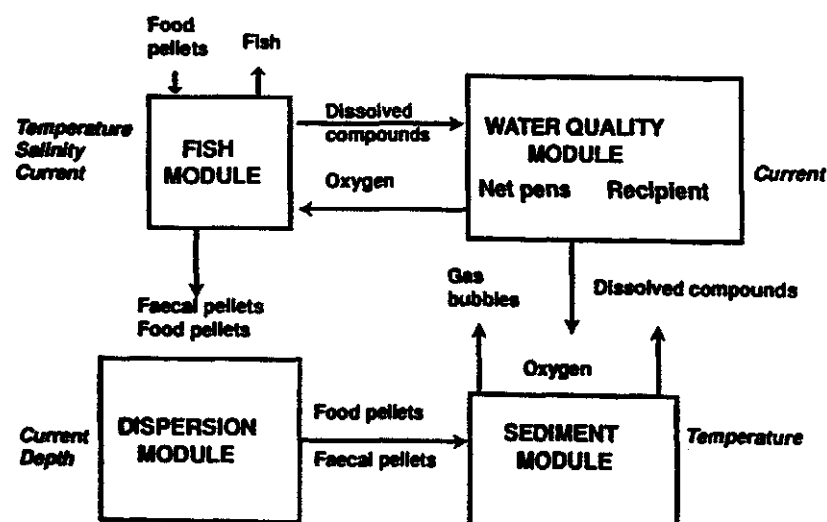 Food
pellets
Fish
Temperature
Salinity
Current
FISH
MODULE
Dissolved
compounds
Oxygen
WATER QUALITY
MODULE
Net pens Recipient
Current
Faecal pellets
Food pellets
Gas
bubbles
Dissolved compounds
Oxygen
Current
Depth
DISPERSION
MODULE
Food pellets
Faecal pellets
SEDIMENT
MODULE
Temperature